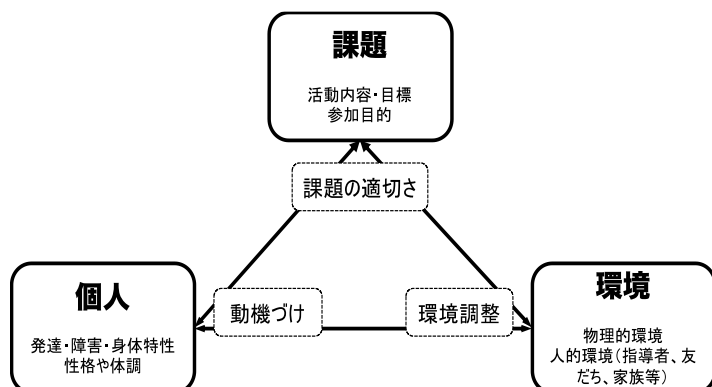 課題
活動内容・目標
参加目的
課題の適切さ
個人
発達・障害・身体特性
性格や体調
動機づけ
環境調整
環境
物理的環境
人的環境(指導者、友
だち、家族等)